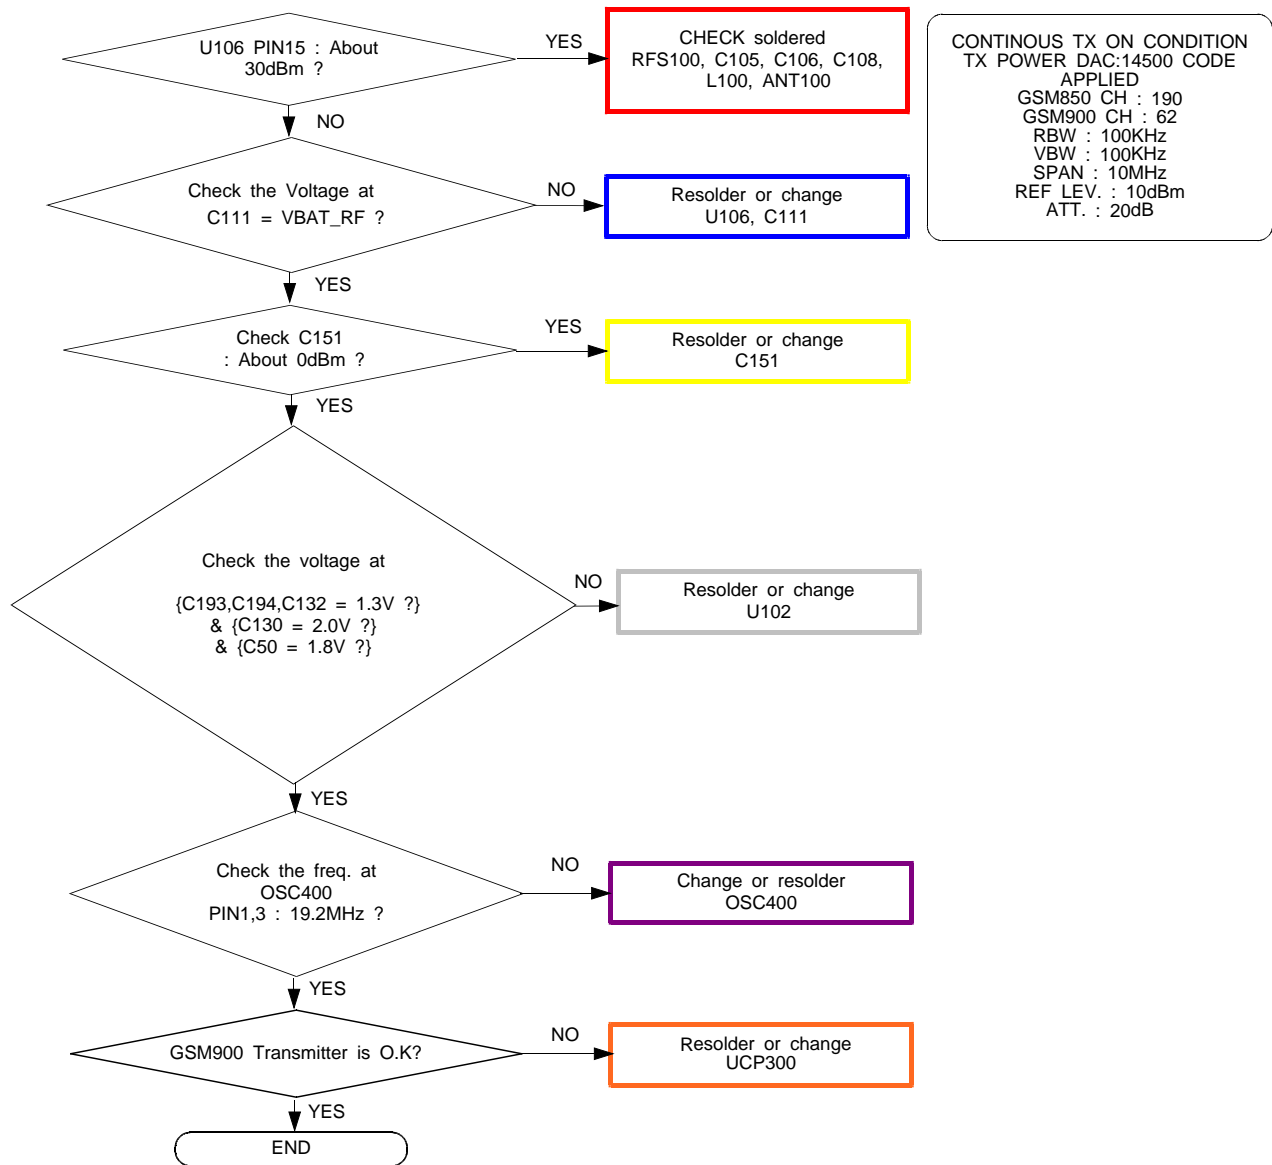 U106 PIN15 : About
30dBm ?
YES
CHECK soldered
RFS100, C105, C106, C108,
L100, ANT100
CONTINOUS TX ON CONDITION
TX POWER DAC:14500 CODE
APPLIED
GSM850 CH : 190
GSM900 CH : 62
RBW : 100KHz
VBW : 100KHz
SPAN : 10MHz
REF LEV. : 10dBm
ATT. : 20dB
NO
Check the Voltage at
C111 = VBAT_RF ?
NO
Resolder or change
U106, C111
YES
Check C151
: About 0dBm ?
YES
Resolder or change
C151
YES
Check the voltage at
{C193,C194,C132 = 1.3V ?}
& {C130 = 2.0V ?}
& {C50 = 1.8V ?}
NO
Resolder or change
U102
YES
Check the freq. at
OSC400
PIN1,3 : 19.2MHz ?
NO
Change or resolder
OSC400
YES
GSM900 Transmitter is O.K?
NO
Resolder or change
UCP300
YES
END